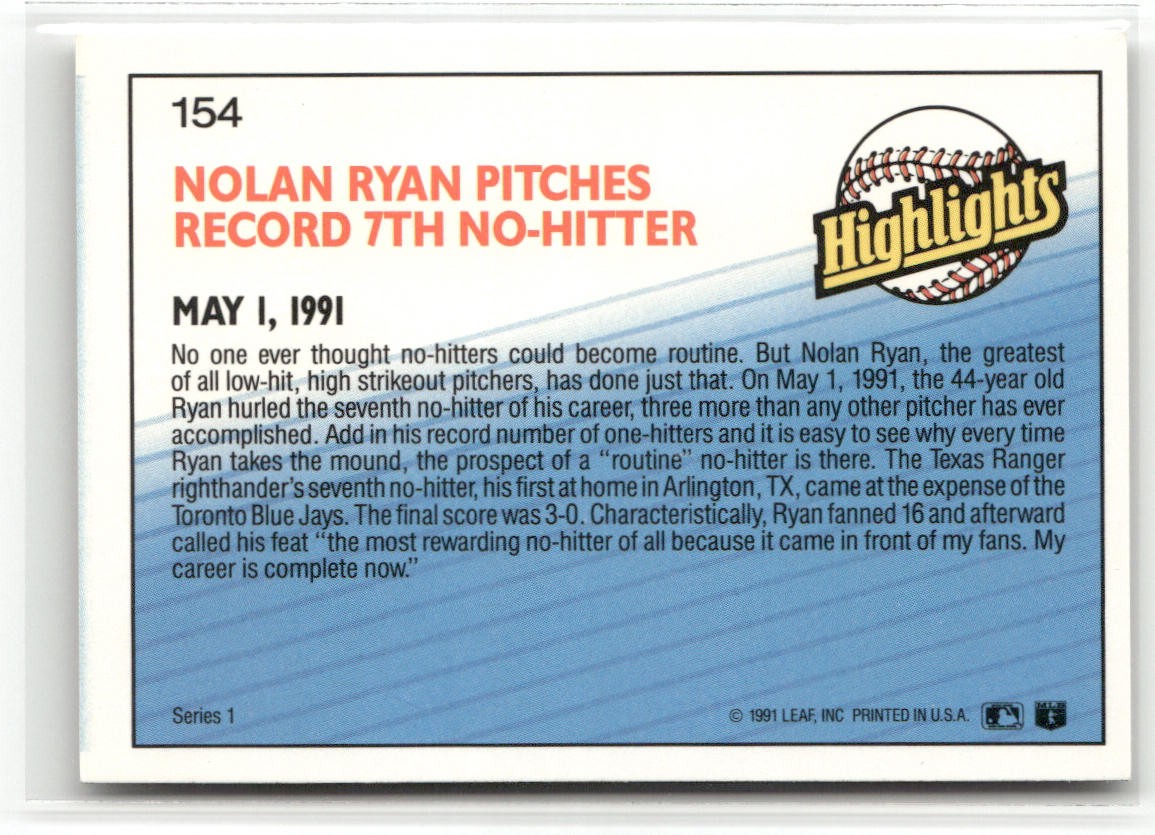 154
NOLAN RYAN PITCHES
RECORD 7TH NO-HITTER
Highlights
MAY 1, 1991
No one ever thought no-hitters could become routine. But Nolan Ryan, the greatest
of all low-hit, high strikeout pitchers, has done just that. On May 1, 1991, the 44-year old
Ryan hurled the seventh no-hitter of his career, three more than any other pitcher has ever
accomplished. Add in his record number of one-hitters and it is easy to see why every time
Ryan takes the mound, the prospect of a “routine” no-hitter is there. The Texas Ranger
righthander’s seventh no-hitter, his first at home in Arlington, TX, came at the expense of the
Toronto Blue Jays. The final score was 3-0. Characteristically, Ryan fanned 16 and afterward
called his feat “the most rewarding no-hitter of all because it came in front of my fans. My
career is complete now.”
Series 1
© 1991 LEAF, INC PRINTED IN U.S.A.
MLB